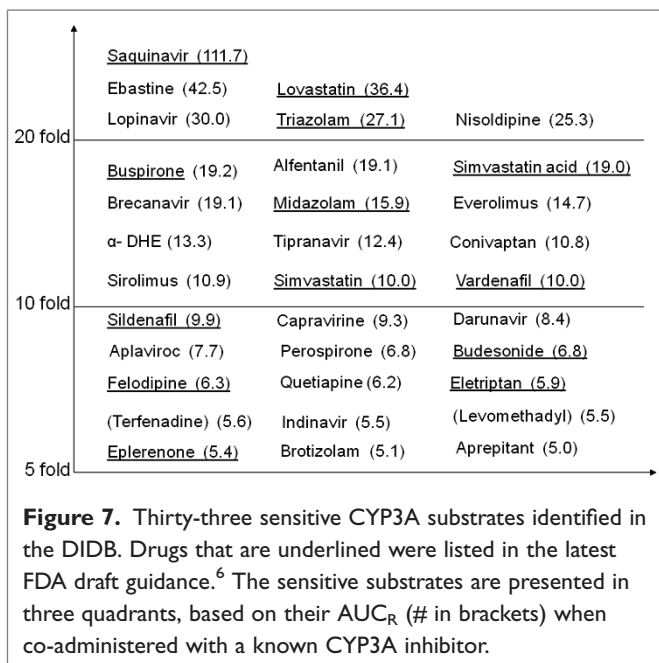 Saquinavir (111.7)
Ebastine (42.5) Lovastatin (36.4)
Lopinavir (30.0) Triazolam (27.1) Nisoldipine (25.3)
20 fold
Buspirone (19.2) Alfentanil (19.1) Simvastatin acid (19.0)
Brecanavir (19.1) Midazolam (15.9) Everolimus (14.7)
α- DHE (13.3) Tipranavir (12.4) Conivaptan (10.8)
Sirolimus (10.9) Simvastatin (10.0) Vardenafil (10.0)
10 fold
Sildenafil (9.9) Capravirine (9.3) Darunavir (8.4)
Aplaviroc (7.7) Perospirone (6.8) Budesonide (6.8)
Felodipine (6.3) Quetiapine (6.2) Eletriptan (5.9)
(Terfenadine) (5.6) Indinavir (5.5) (Levomethadyl) (5.5)
Eplerenone (5.4) Brotizolam (5.1) Aprepitant (5.0)
5 fold
Figure 7. Thirty-three sensitive CYP3A substrates identified in
the DIDB. Drugs that are underlined were listed in the latest
FDA draft guidance.6 The sensitive substrates are presented in
three quadrants, based on their AUCR (# in brackets) when
co-administered with a known CYP3A inhibitor.